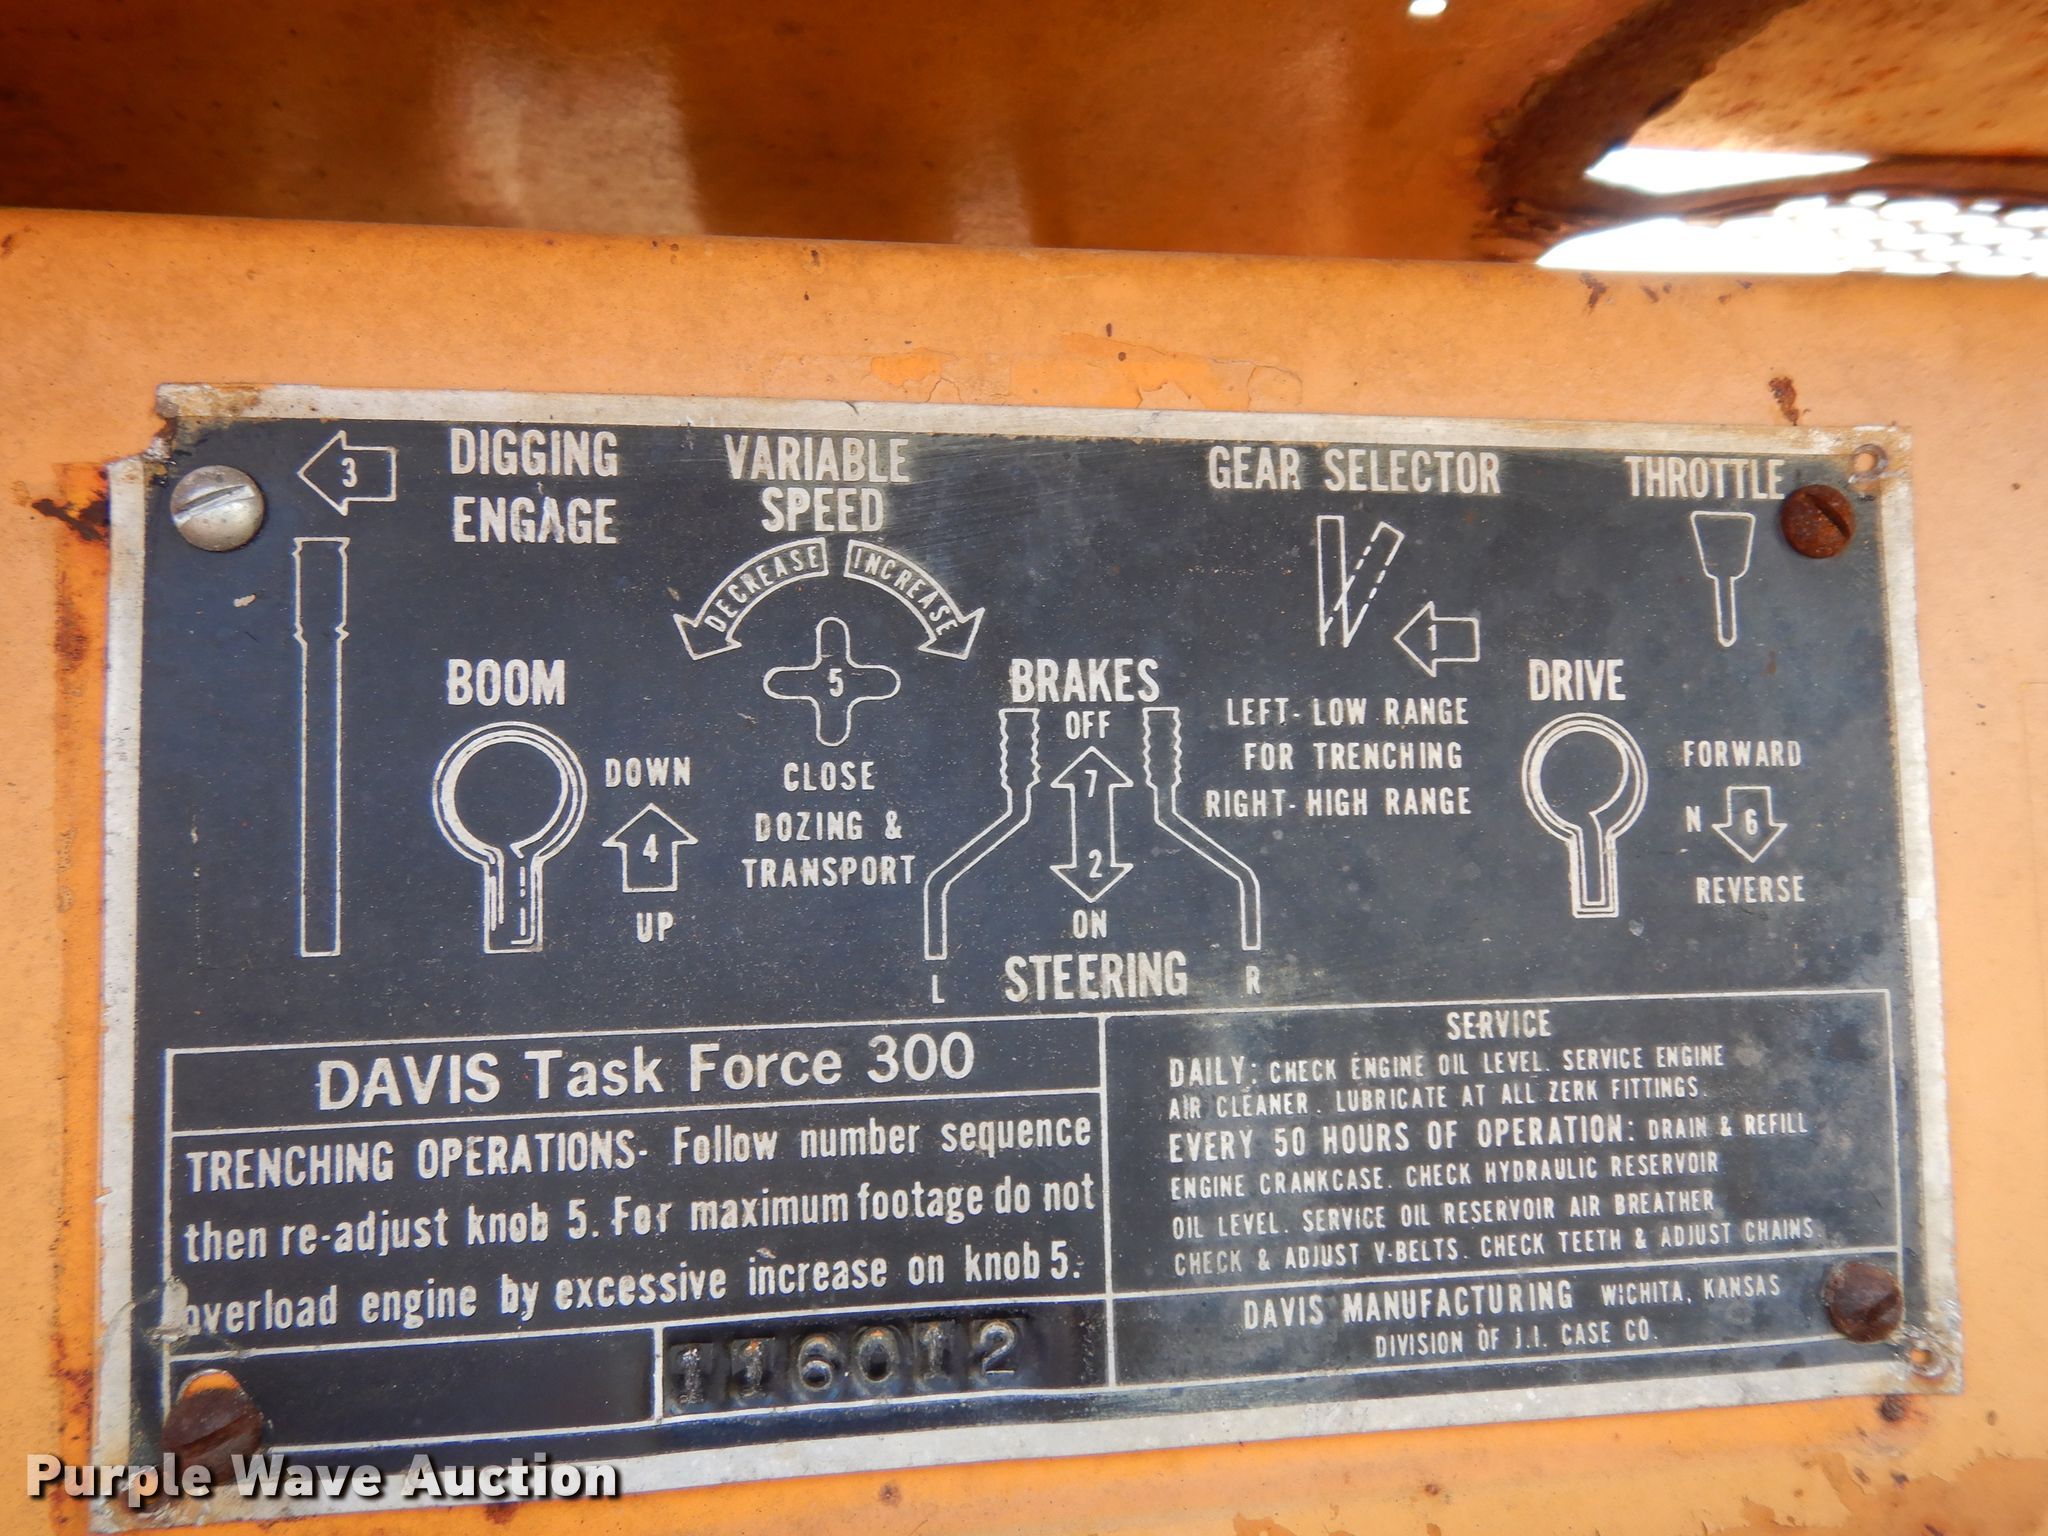 3
DIGGING
ENGAGE
VARIABLE
SPEED
DECREASE INCREASE
5
CLOSE
DOZING &
TRANSPORT
BOOM
DOWN
4
UP
BRAKES
OFF
7
2
ON
L STEERING R
GEAR SELECTOR
1
LEFT- LOW RANGE
FOR TRENCHING
RIGHT- HIGH RANGE
THROTTLE
DRIVE
FORWARD
N 6
REVERSE
DAVIS Task Force 300
TRENCHING OPERATIONS- Follow number sequence
then re-adjust knob 5. For maximum footage do not
overload engine by excessive increase on knob 5.
116012
SERVICE
DAILY: CHECK ENGINE OIL LEVEL. SERVICE ENGINE
AIR CLEANER. LUBRICATE AT ALL ZERK FITTINGS.
EVERY 50 HOURS OF OPERATION: DRAIN & REFILL
ENGINE CRANKCASE. CHECK HYDRAULIC RESERVOIR
OIL LEVEL. SERVICE OIL RESERVOIR AIR BREATHER
CHECK & ADJUST V-BELTS. CHECK TEETH & ADJUST CHAINS.
DAVIS MANUFACTURING WICHITA, KANSAS
DIVISION OF J.I. CASE CO.
Purple Wave Auction